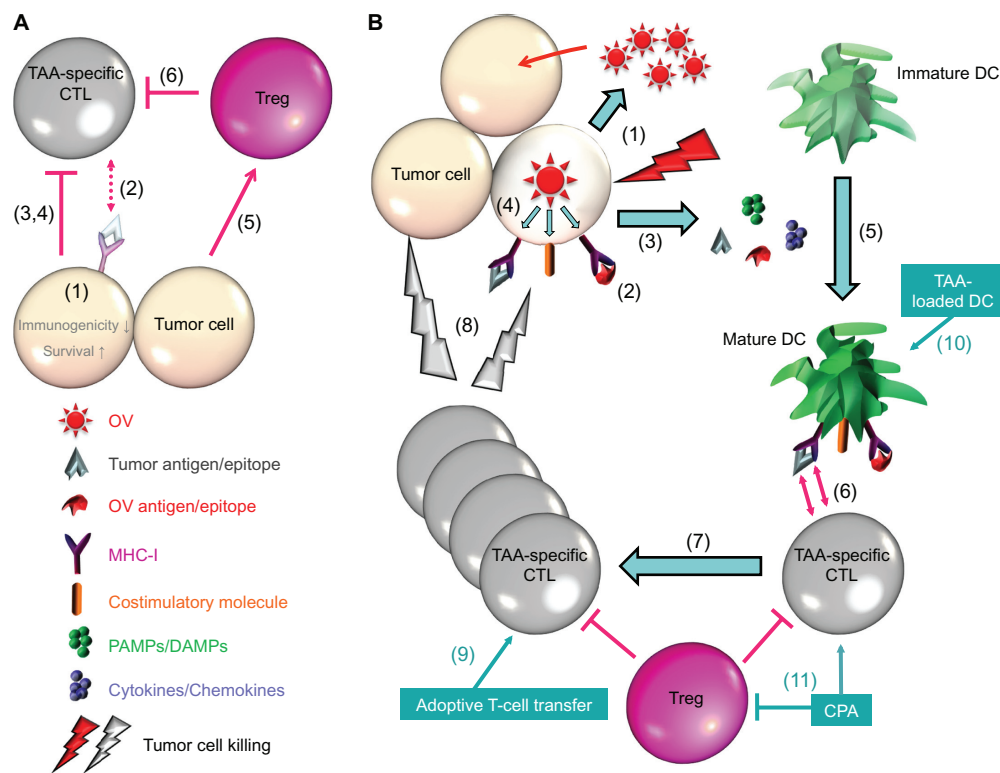 A
TAA-specific
CTL
(6)
Treg
(2)
(3,4)
(5)
(1)
Immunogenicity ↓
Survival ↑
Tumor cell
OV
Tumor antigen/epitope
OV antigen/epitope
MHC-I
Costimulatory molecule
PAMPs/DAMPs
Cytokines/Chemokines
Tumor cell killing
B
Immature DC
(1)
Tumor cell
(4)
(3)
(2)
(5)
(8)
TAA-
loaded DC
Mature DC
(10)
(6)
TAA-specific
CTL
(7)
TAA-specific
CTL
(9)
Adoptive T-cell transfer
Treg
(11)
CPA